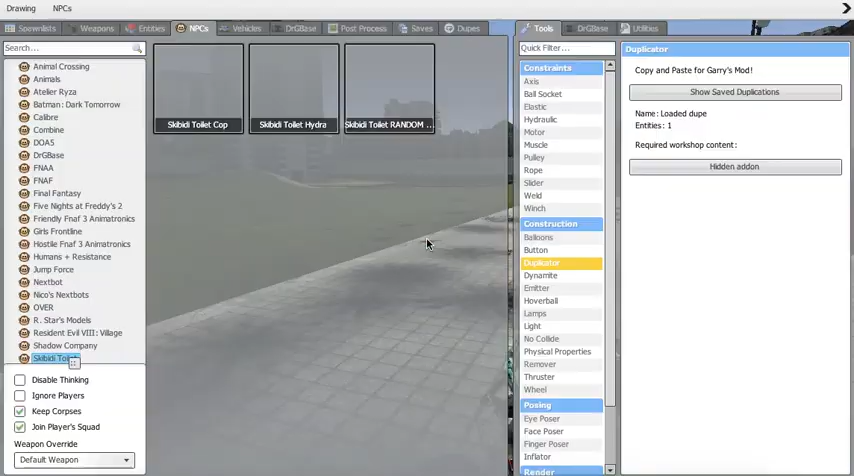 Drawing NPCs
Spawnlists Weapons Entities NPCs Vehicles DrGBase Post Process Saves Dupes
Search...
Animal Crossing
Animals
Atelier Ryza
Batman: Dark Tomorrow
Calibre
Combine
DOA5
DrGBase
FNAA
FNAF
Final Fantasy
Five Nights at Freddy's 2
Friendly Fnaf 3 Animatronics
Girls Frontline
Hostile Fnaf 3 Animatronics
Humans + Resistance
Jump Force
Nextbot
Nico's Nextbots
OVER
R. Star's Models
Resident Evil VIII: Village
Shadow Company
Skibidi
Disable Thinking
Ignore Players
Keep Corpses
Join Player's Squad
Weapon Override
Default Weapon
Skibidi Toilet Cop
Skibidi Toilet Hydra
Skibidi Toilet RANDOM ...
Tools DrGBase Utilities
Quick Filter...
Constraints
Axis
Ball Socket
Elastic
Hydraulic
Motor
Muscle
Pulley
Rope
Slider
Weld
Winch
Construction
Balloons
Button
Duplicator
Dynamite
Emitter
Hoverball
Lamps
Light
No Collide
Physical Properties
Remover
Thruster
Wheel
Posing
Eye Poser
Face Poser
Finger Poser
Inflator
Render
Duplicator
Copy and Paste for Garry's Mod!
Show Saved Duplications
Name: Loaded dupe
Entities: 1
Required workshop content:
Hidden addon